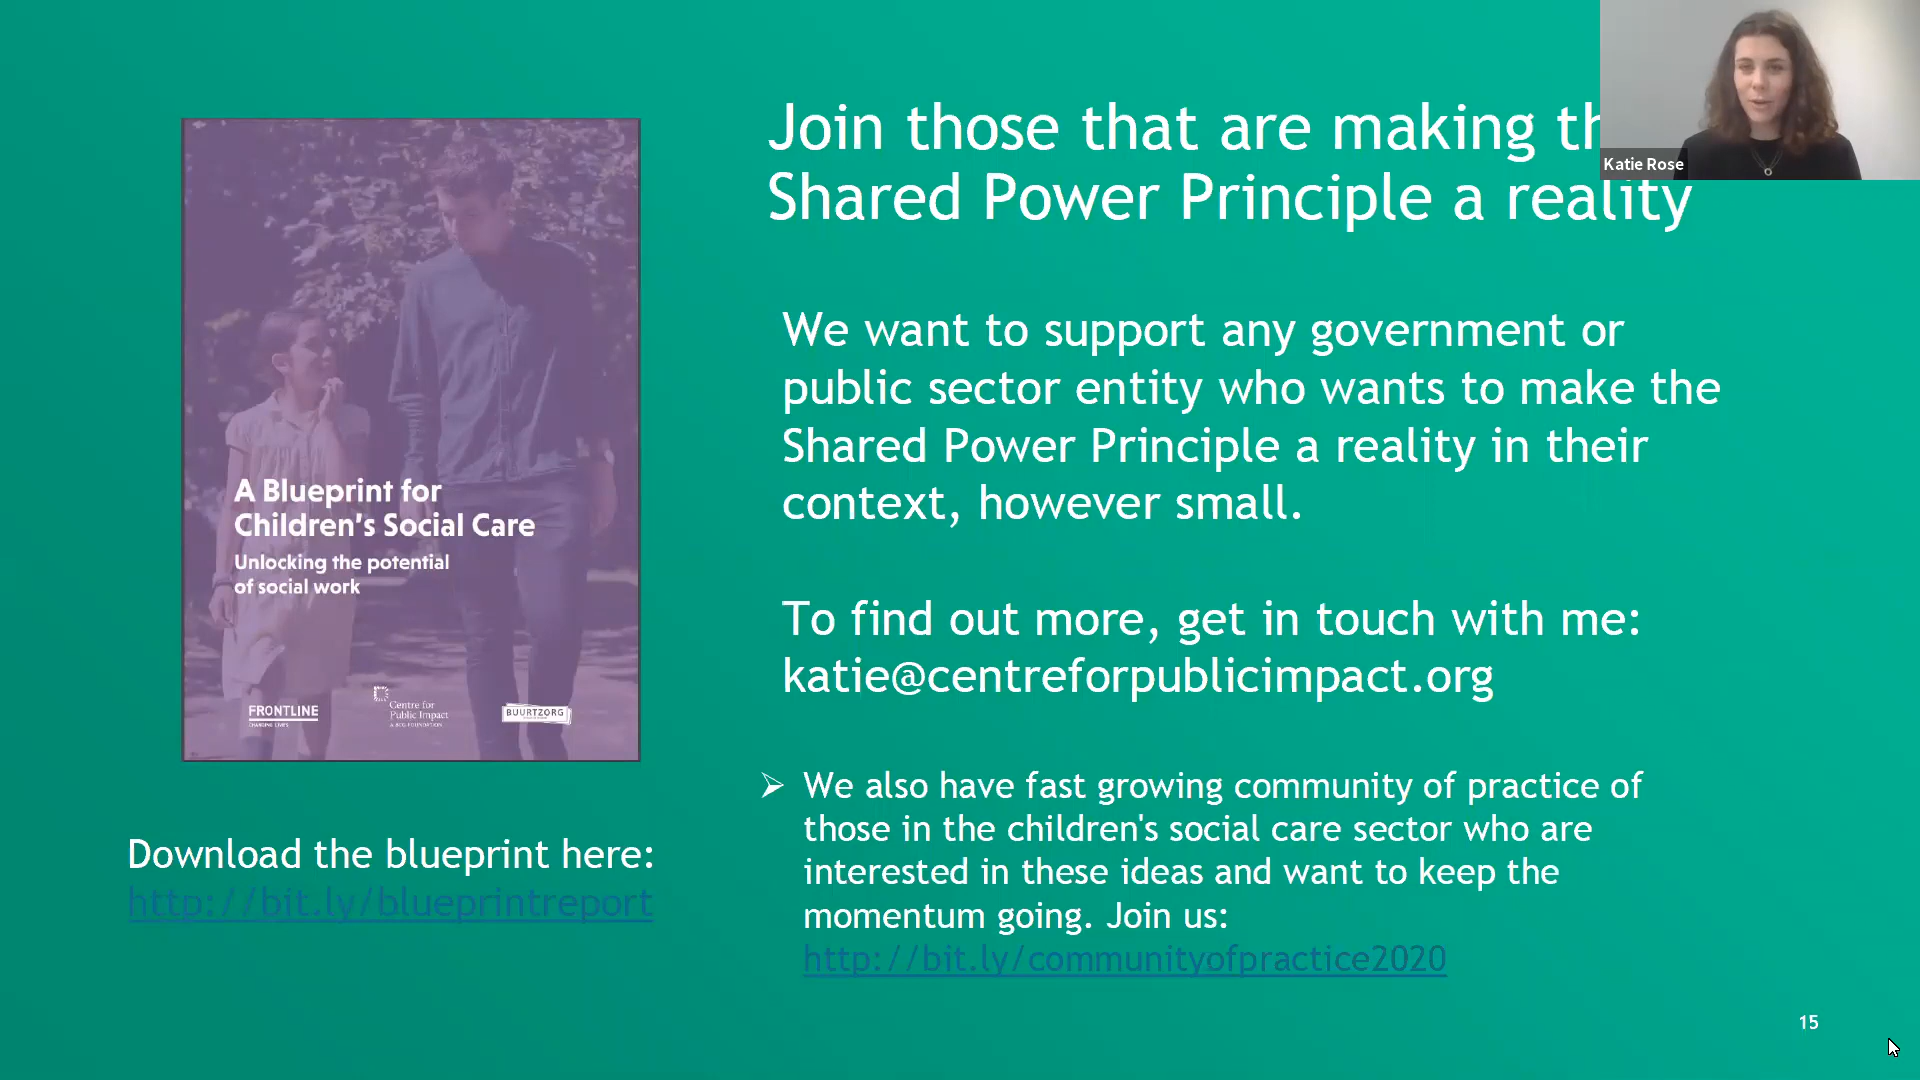 Join those that are making th
Katie Rose
Shared Power Principle a reality
We want to support any government or
public sector entity who wants to make the
Shared Power Principle a reality in their
context, however small.
To find out more, get in touch with me:
katie@centreforpublicimpact.org
We also have fast growing community of practice of
those in the children's social care sector who are
interested in these ideas and want to keep the
momentum going. Join us:
http://bit.ly/communityofpractice2020
A Blueprint for
Children's Social Care
Unlocking the potential
of social work
FRONTLINE
CHANGING LIVES
Centre for
Public Impact
A BCG FOUNDATION
BUURTZORG
Download the blueprint here:
http://bit.ly/blueprintreport
15